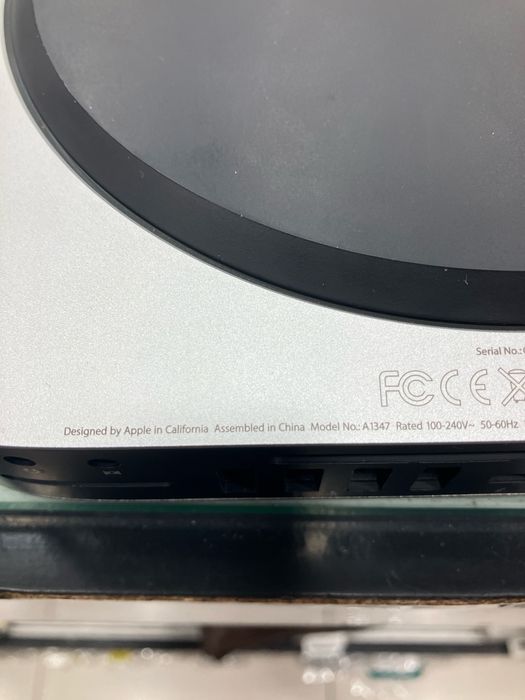 Serial No.:
FC CE
Designed by Apple in California Assembled in China Model No.: A1347 Rated 100-240V~ 50-60Hz